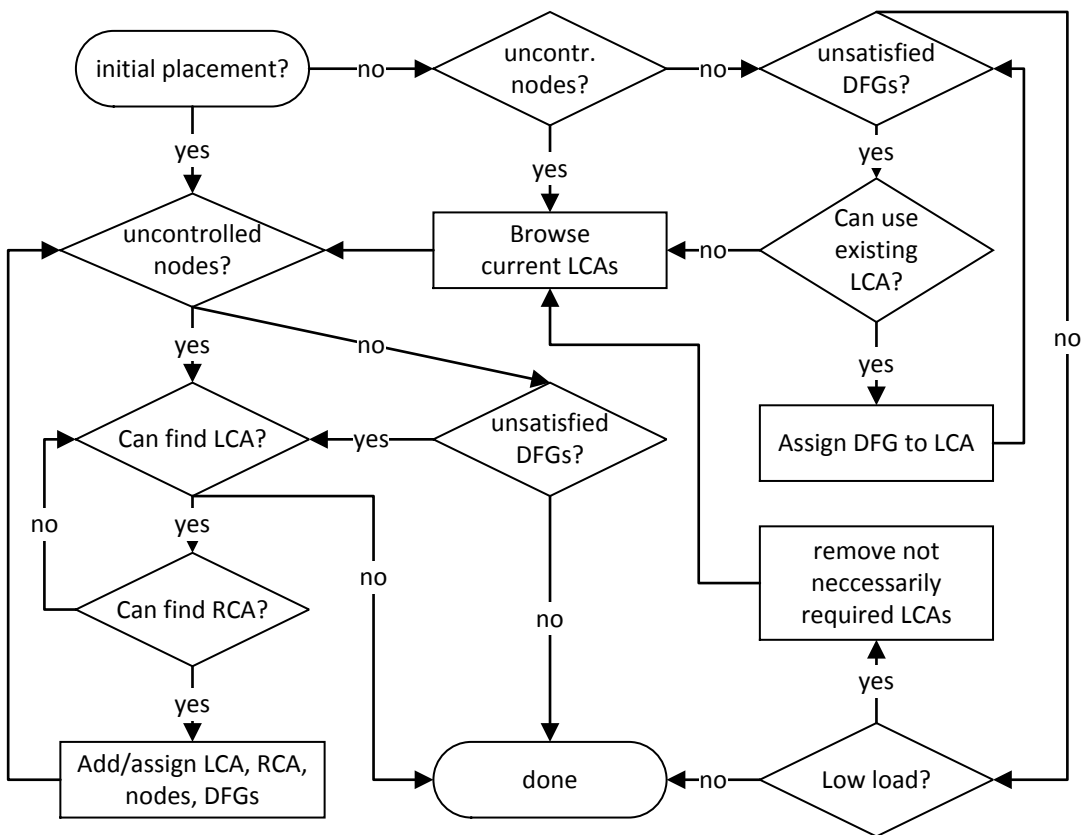 initial placement?
no
uncontr.
nodes?
no
unsatisfied
DFGs?
yes
yes
yes
uncontrolled
nodes?
Browse
current LCAs
no
Can use
existing
LCA?
no
yes
no
yes
Can find LCA?
yes
unsatisfied
DFGs?
Assign DFG to LCA
no
yes
no
no
remove not
neccessarily
required LCAs
Can find RCA?
yes
yes
Add/assign LCA, RCA,
nodes, DFGs
done
no
Low load?